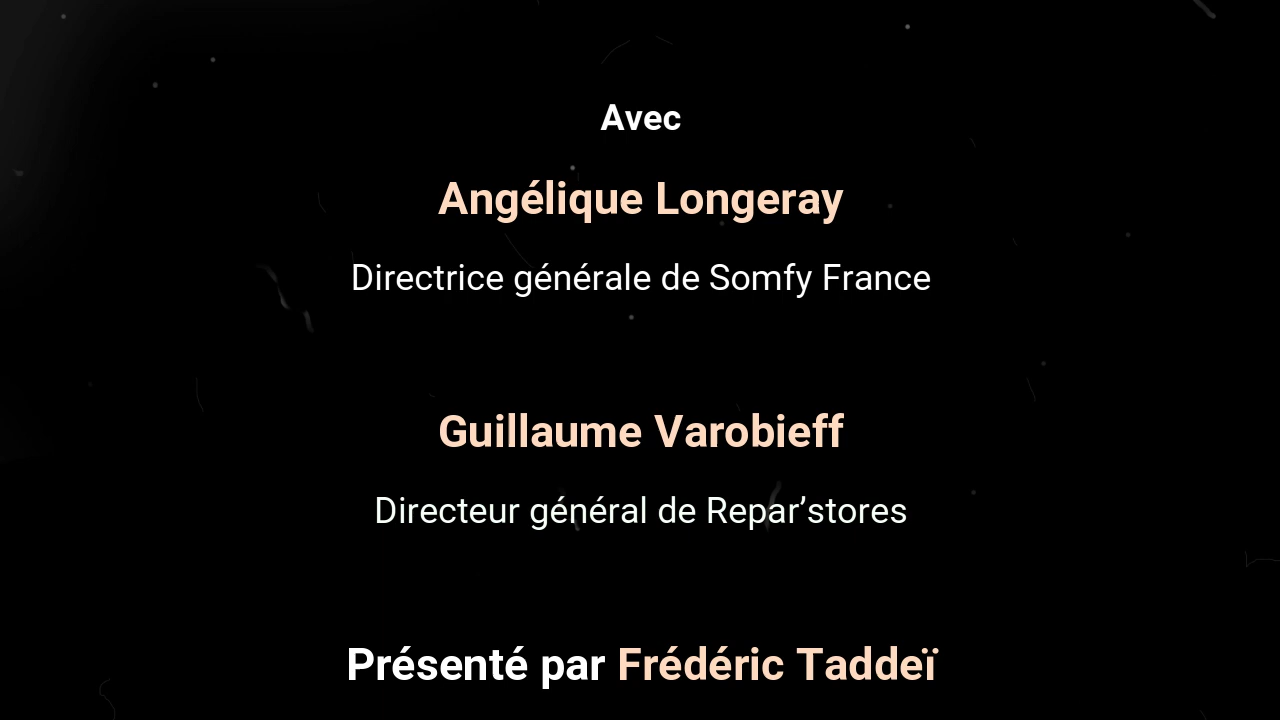 Avec
Angélique Longeray
Directrice générale de Somfy France
Guillaume Varobieff
Directeur général de Repar’stores
Présenté par Frédéric Taddeï